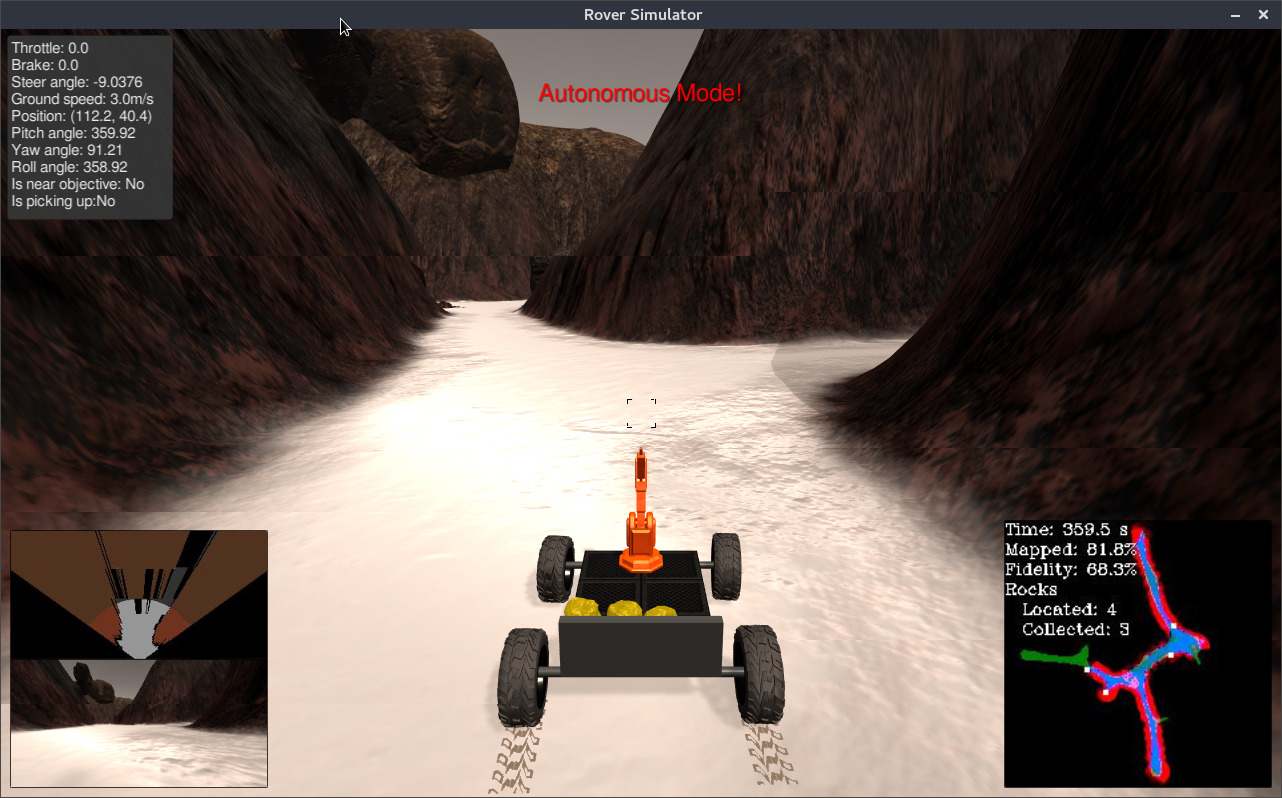 Rover Simulator
Throttle: 0.0
Brake: 0.0
Steer angle: -9.0376
Ground speed: 3.0m/s
Position: (112.2, 40.4)
Pitch angle: 359.92
Yaw angle: 91.21
Roll angle: 358.92
Is near objective: No
Is picking up:No
Autonomous Mode!
Time: 359.5 s
Mapped: 81.8%
Fidelity: 68.3%
Rocks
Located: 4
Collected: 3